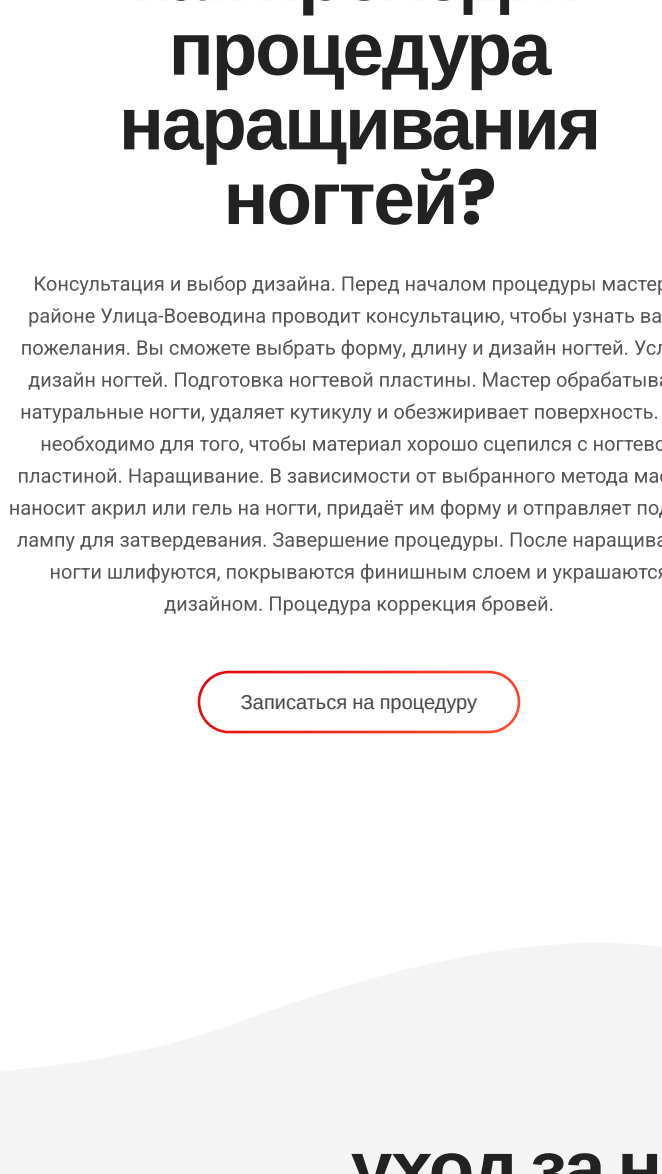 процедура
наращивания
ногтей?
Консультация и выбор дизайна. Перед началом процедуры мастер
районе Улица-Воеводина проводит консультацию, чтобы узнать ва
пожелания. Вы сможете выбрать форму, длину и дизайн ногтей. Усл
дизайн ногтей. Подготовка ногтевой пластины. Мастер обрабатыва
натуральные ногти, удаляет кутикулу и обезжиривает поверхность.
необходимо для того, чтобы материал хорошо сцепился с ногтево
пластиной. Наращивание. В зависимости от выбранного метода мас
наносит акрил или гель на ногти, придаёт им форму и отправляет под
лампу для затвердевания. Завершение процедуры. После наращива
ногти шлифуются, покрываются финишным слоем и украшаются
дизайном. Процедура коррекция бровей.
Записаться на процедуру
уход за н